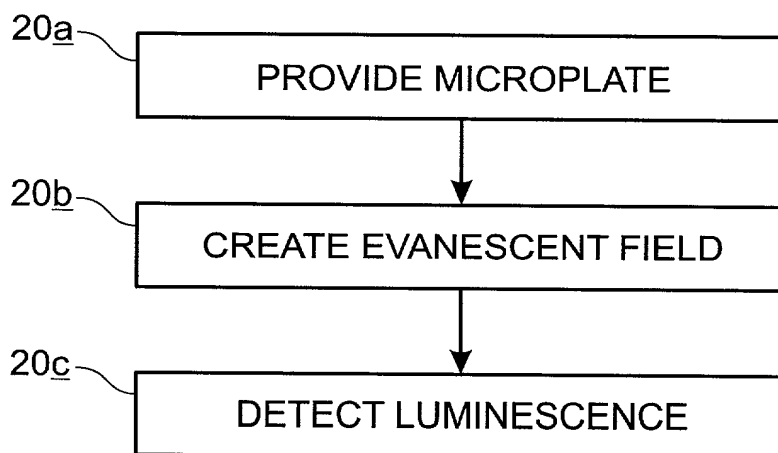 20a
PROVIDE MICROPLATE
20b
CREATE EVANESCENT FIELD
20c
DETECT LUMINESCENCE